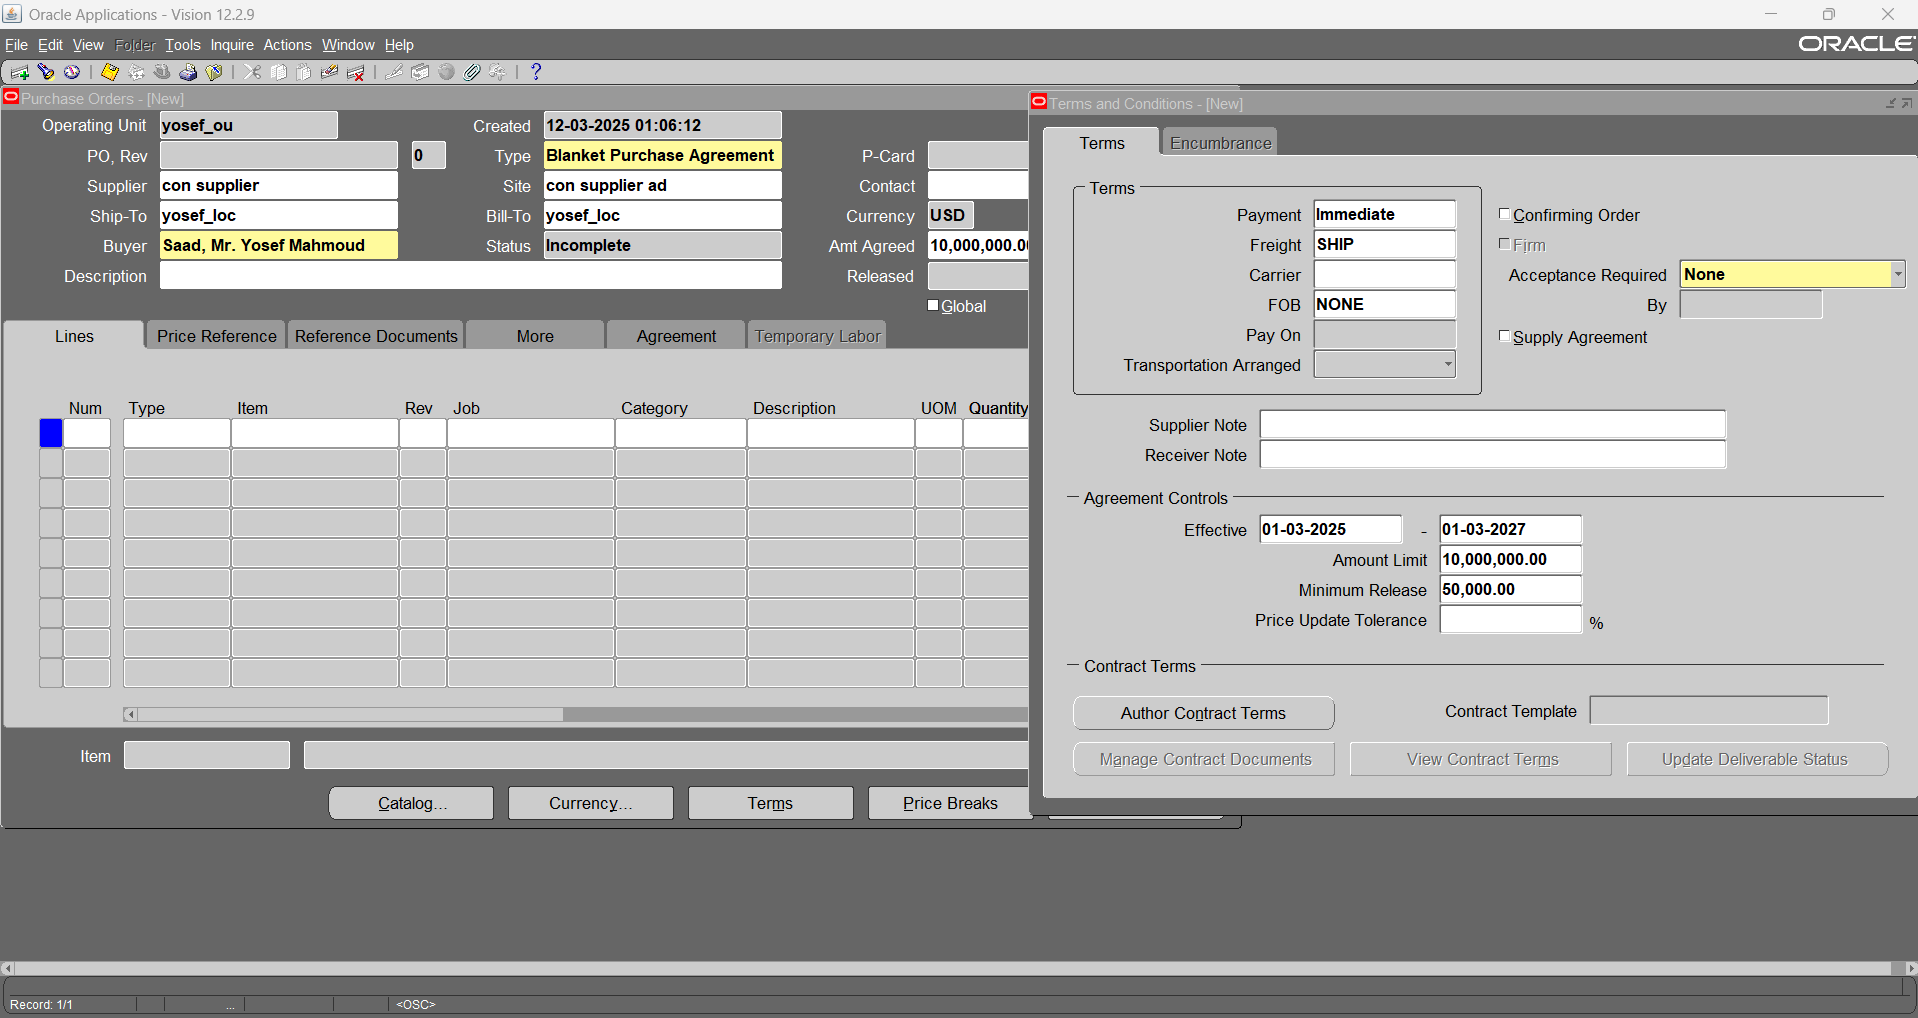 Oracle Applications - Vision 12.2.9
File Edit View Folder Tools Inquire Actions Window Help
ORACLE
Purchase Orders - [New]
Operating Unit yosef_ou Created 12-03-2025 01:06:12
PO, Rev 0 Type Blanket Purchase Agreement P-Card
Supplier con supplier Site con supplier ad Contact
Ship-To yosef_loc Bill-To yosef_loc Currency USD
Buyer Saad, Mr. Yosef Mahmoud Status Incomplete Amt Agreed 10,000,000.0
Description Released
Global
Lines Price Reference Reference Documents More Agreement Temporary Labor
Num Type Item Rev Job Category Description UOM Quantity
Item
Catalog... Currency... Terms Price Breaks
Terms and Conditions - [New]
Terms Encumbrance
Terms
Payment Immediate Confirming Order
Freight SHIP Firm
Carrier Acceptance Required None
FOB NONE By
Pay On Supply Agreement
Transportation Arranged
Supplier Note
Receiver Note
Agreement Controls
Effective 01-03-2025 - 01-03-2027
Amount Limit 10,000,000.00
Minimum Release 50,000.00
Price Update Tolerance %
Contract Terms
Author Contract Terms Contract Template
Manage Contract Documents View Contract Terms Update Deliverable Status
Record: 1/1 ... <OSC>